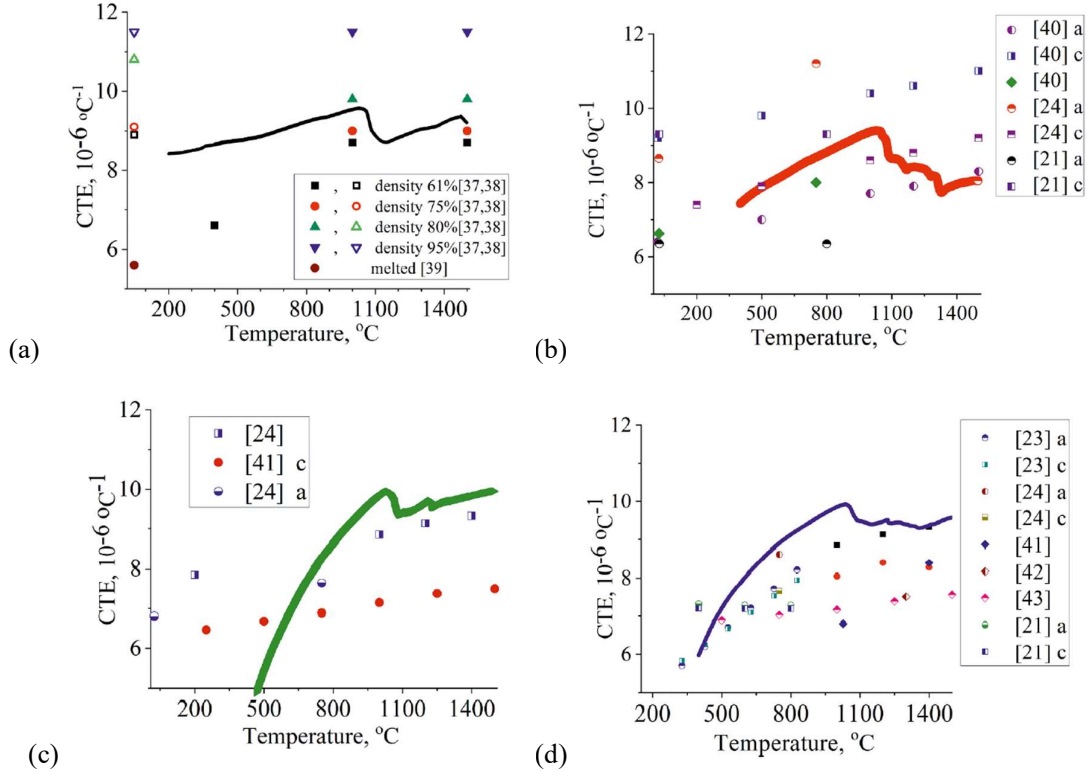 12
10
8
6
CTE, 10-6 oC-1
200
500
800
1100
1400
Temperature, oC
, density 61%[37,38]
, density 75%[37,38]
, density 80%[37,38]
, density 95%[37,38]
melted [39]
(a)
12
10
8
6
CTE, 10-6 oC-1
200
500
800
1100
1400
Temperature, oC
[40] a
[40] c
[40]
[24] a
[24] c
[21] a
[21] c
(b)
12
10
8
6
CTE, 10-6 oC-1
200
500
800
1100
1400
Temperature, oC
[24]
[41] c
[24] a
(c)
12
10
8
6
CTE, 10-6 oC-1
200
500
800
1100
1400
Temperature, oC
[23] a
[23] c
[24] a
[24] c
[41]
[42]
[43]
[21] a
[21] c
(d)